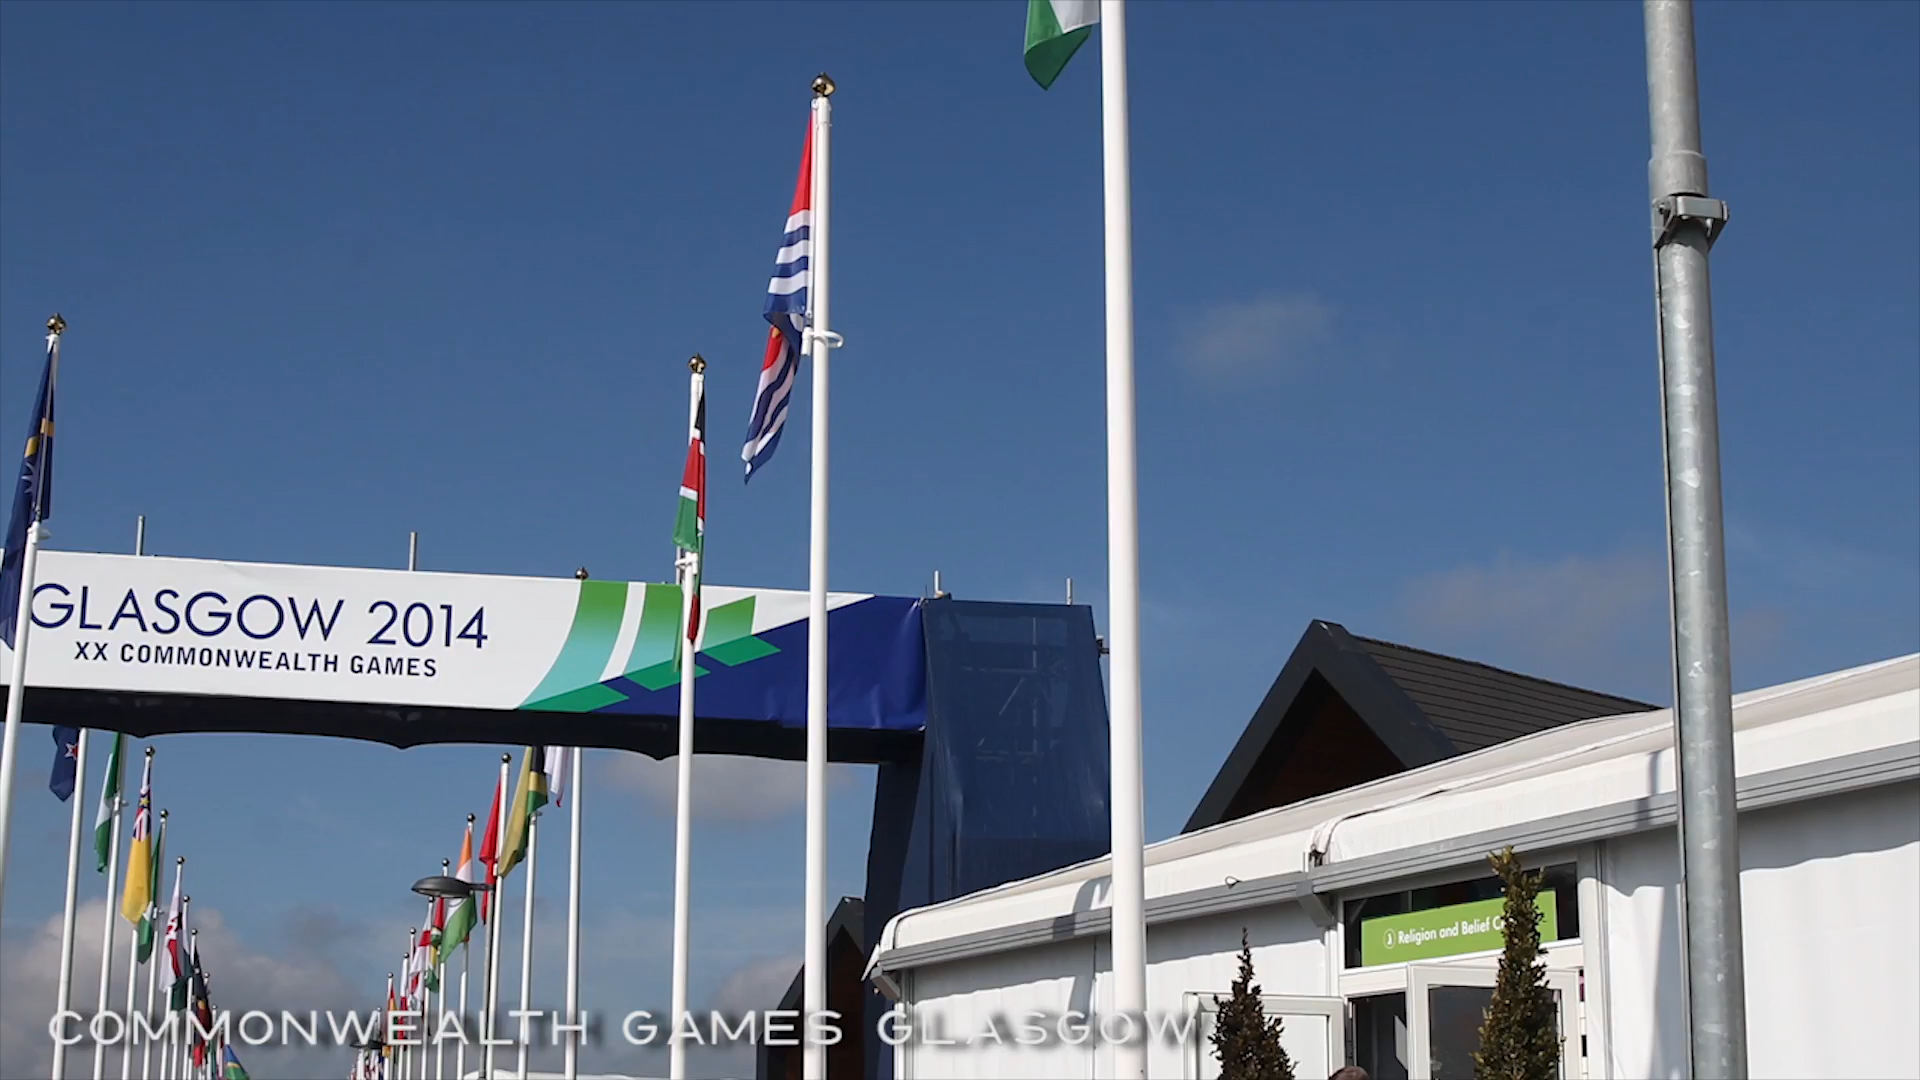 GLASGOW 2014
XX COMMONWEALTH GAMES
Religion and Belief
COMMONWEALTH GAMES GLASGOW